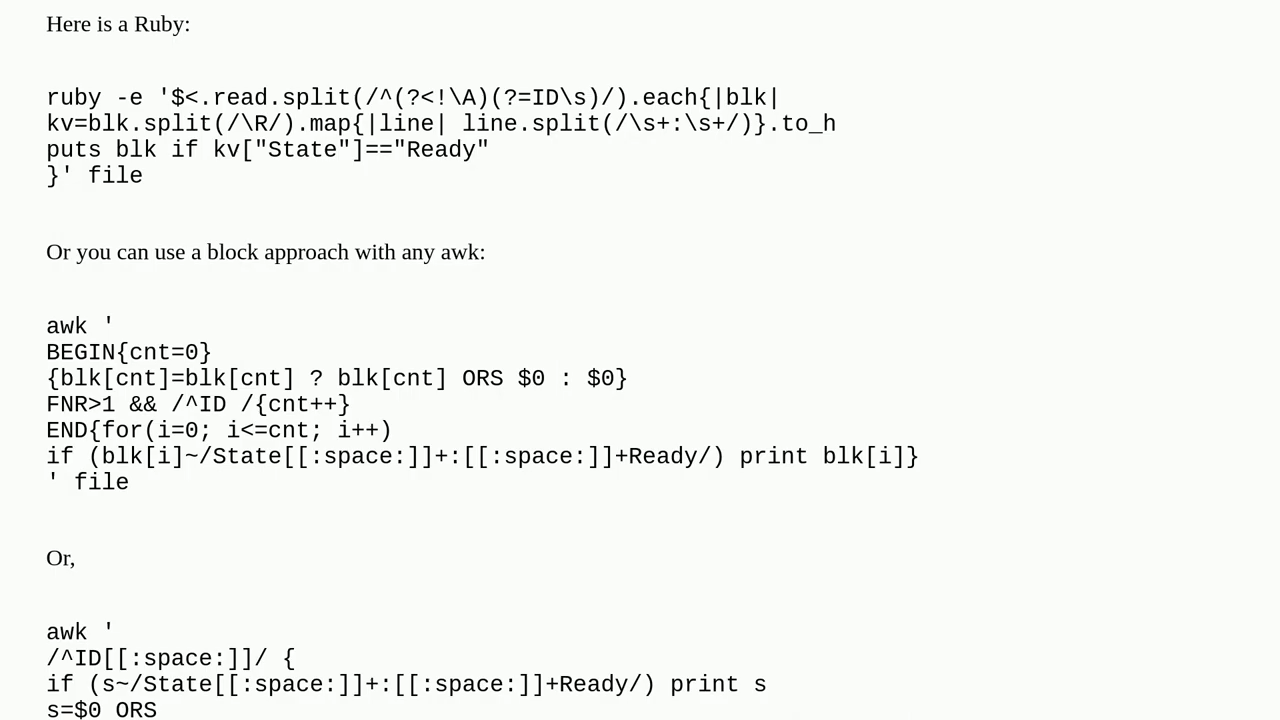 Here is a Ruby:
ruby -e '$<.read.split(/^(?<!\A)(?=ID\s)/).each{|blk|
kv=blk.split(/\R/).map{|line| line.split(/\s+:\s+/)}.to_h
puts blk if kv["State"]=="Ready"
}' file
Or you can use a block approach with any awk:
awk '
BEGIN{cnt=0}
{blk[cnt]=blk[cnt] ? blk[cnt] ORS $0 : $0}
FNR>1 && /^ID /{cnt++}
END{for(i=0; i<=cnt; i++)
if (blk[i]~/State[[:space:]]+:[[:space:]]+Ready/) print blk[i]}
' file
Or,
awk '
/^ID[[:space:]]/ {
if (s~/State[[:space:]]+:[[:space:]]+Ready/) print s
s=$0 ORS